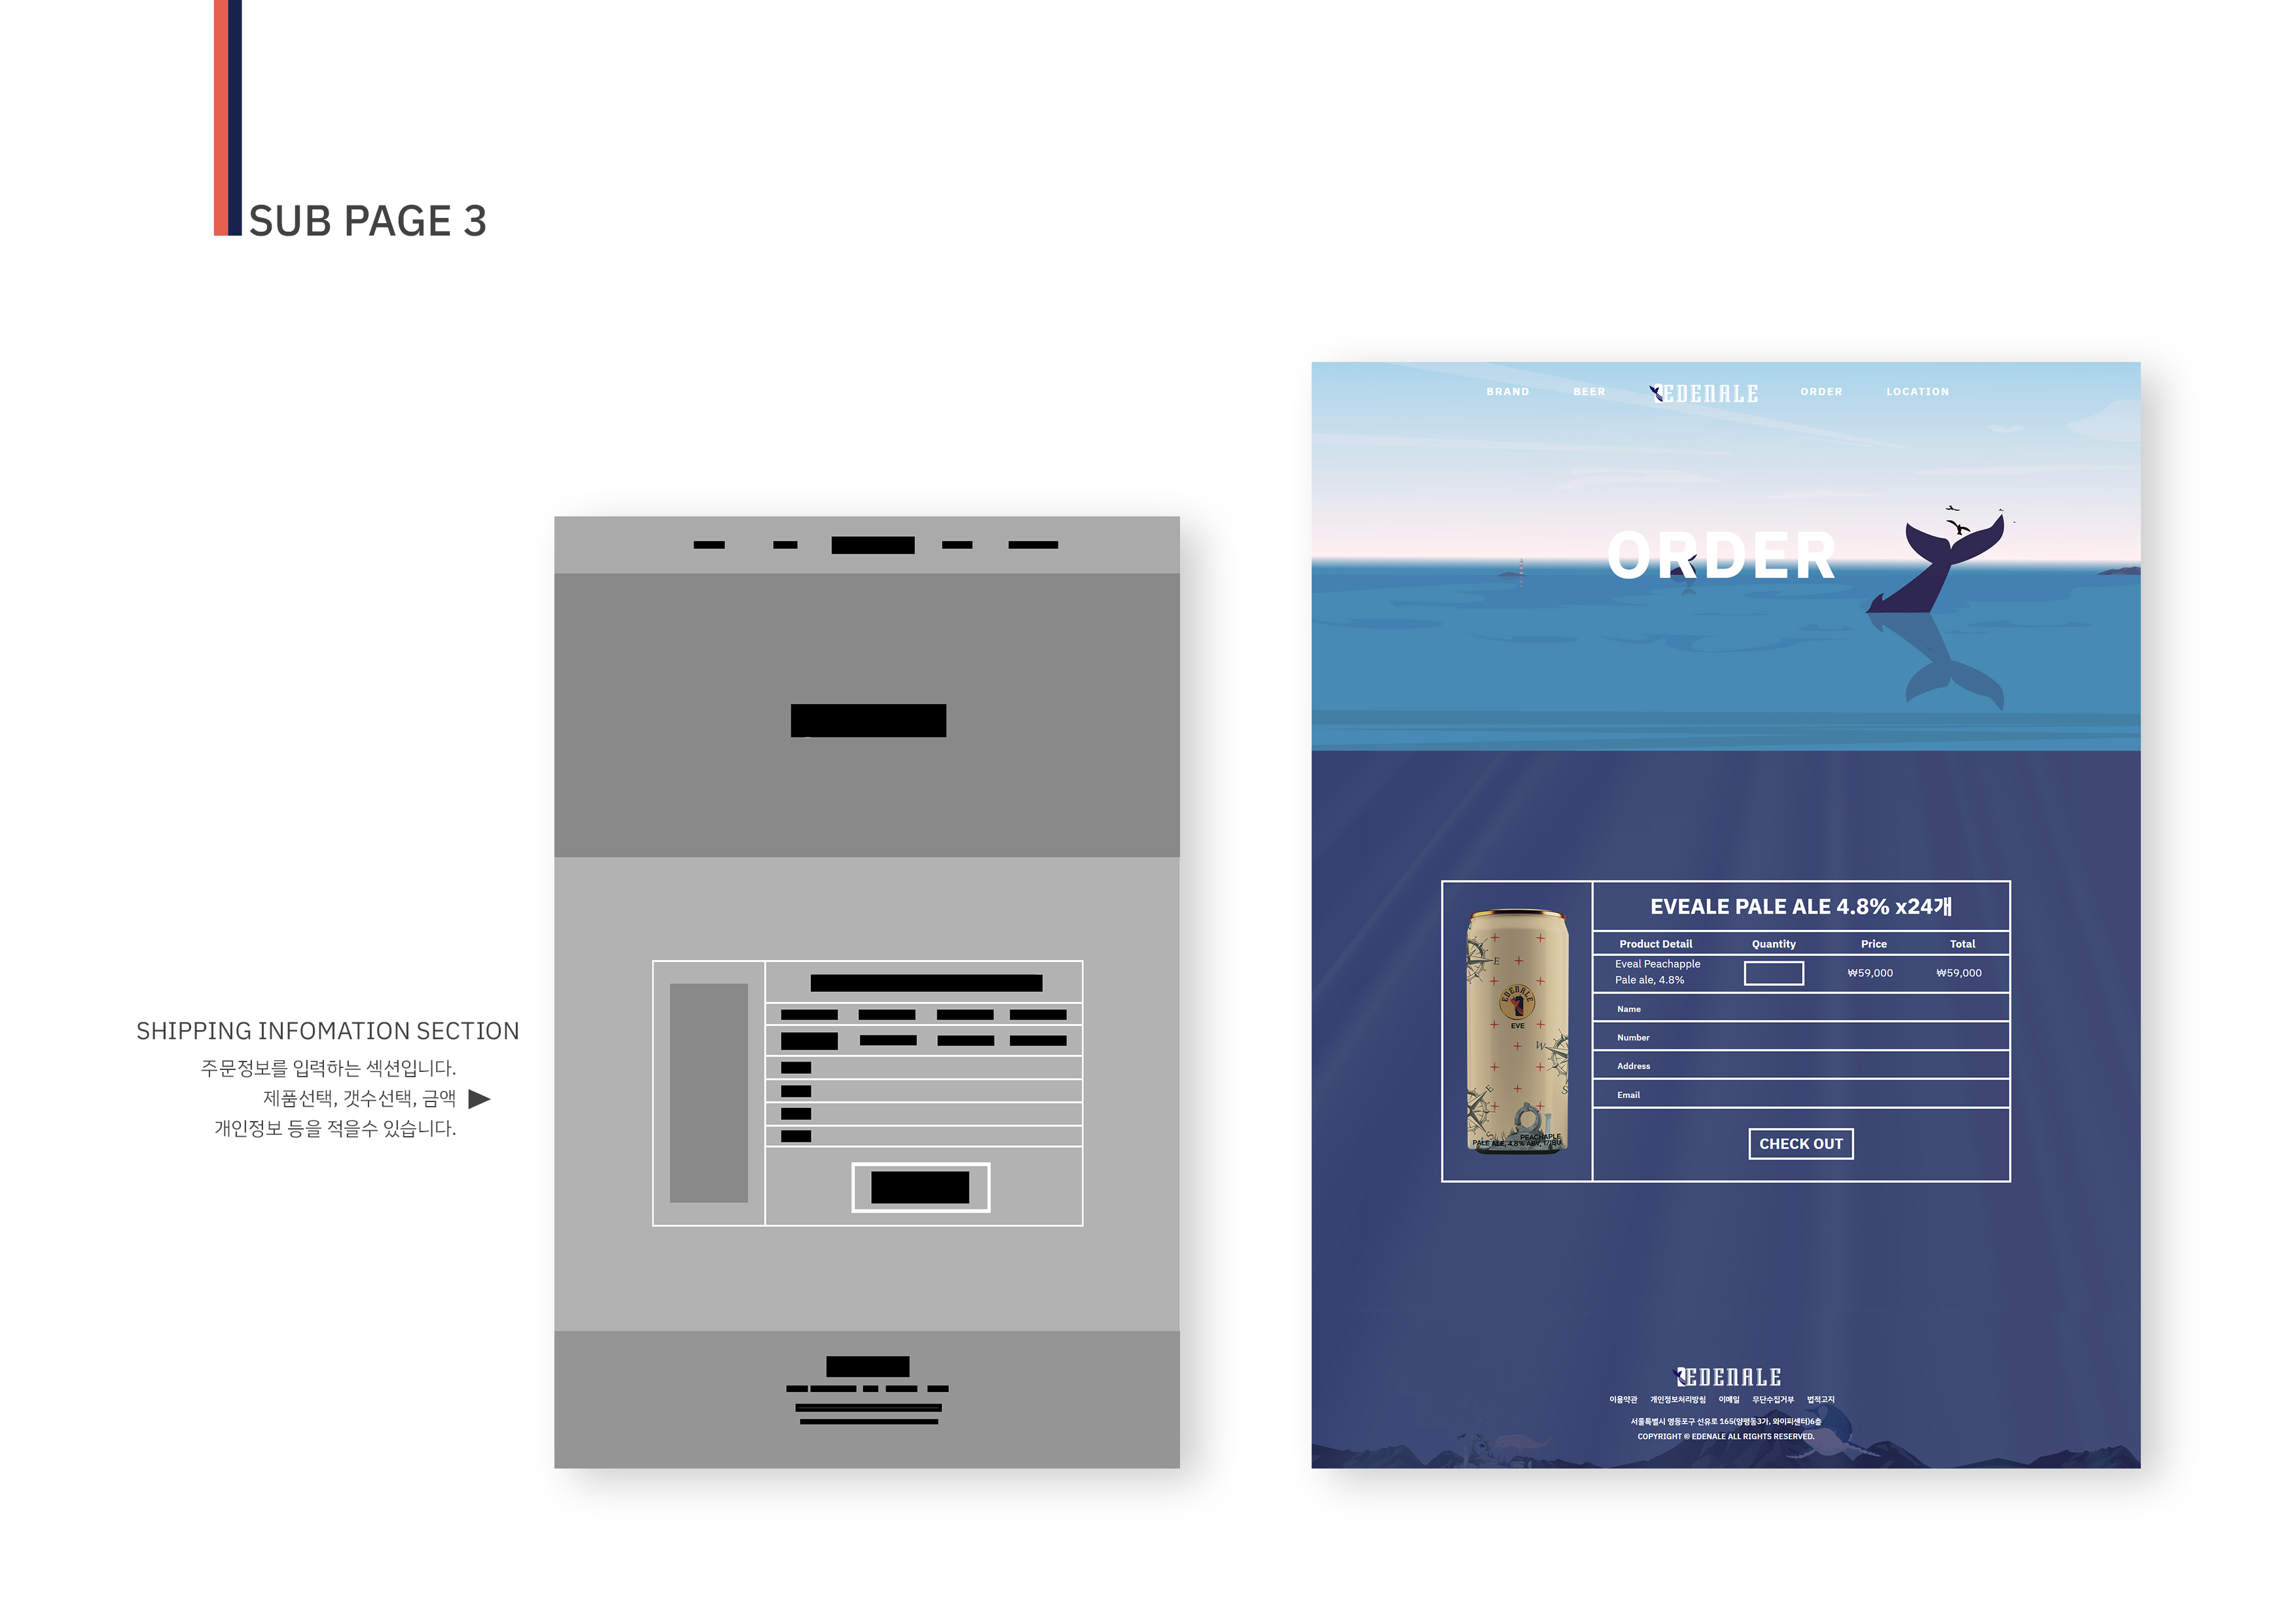 SUB PAGE 3
SHIPPING INFOMATION SECTION
주문정보를 입력하는 섹션입니다.
제품선택, 갯수선택, 금액
개인정보 등을 적을수 있습니다.
BRAND BEER EDENALE ORDER LOCATION
ORDER
EVEALE PALE ALE 4.8% x24개
Product Detail Quantity Price Total
Eveal Peachapple
Pale ale, 4.8%
₩59,000 ₩59,000
Name
Number
Address
Email
CHECK OUT
EDENALE
EVE
E
W
S
E
PEACHAPLE
PALE ALE, 4.8% ABV, 17IBU
EDENALE
이용약관 개인정보처리방침 이메일 무단수집거부 법적고지
서울특별시 영등포구 선유로 165(양평동3가, 와이피센터)6층
COPYRIGHT © EDENALE ALL RIGHTS RESERVED.